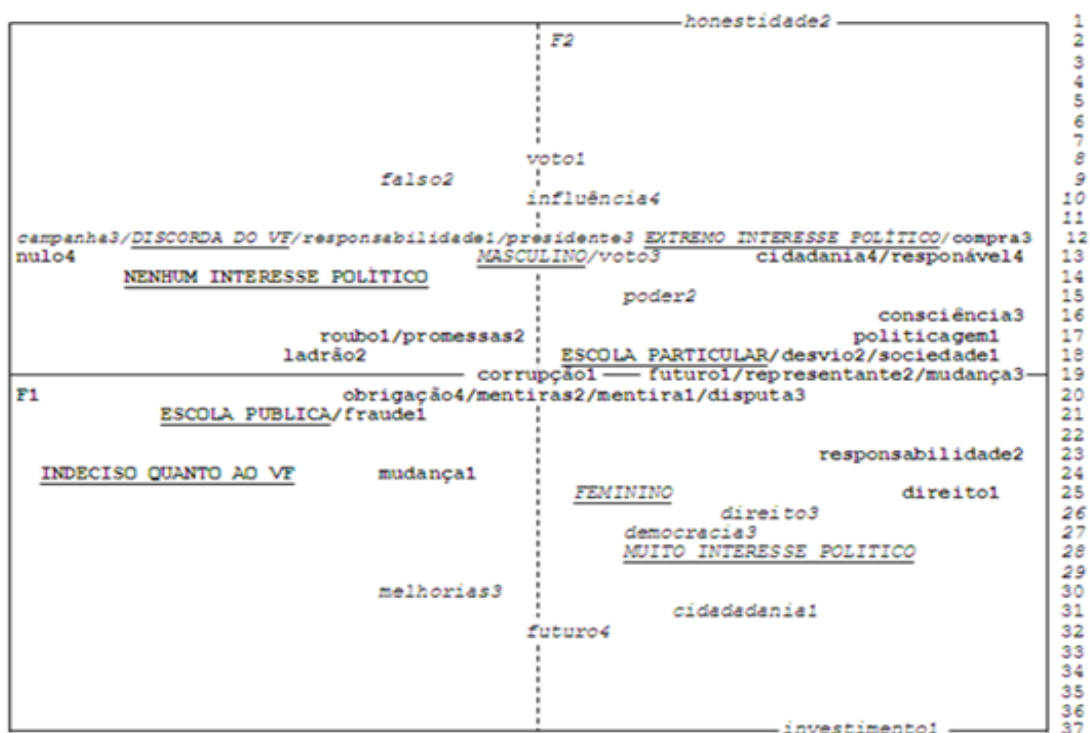 honestidade2 1
F2 2
3
4
5
6
7
voto1 8
falso2 9
influência4 10
11
campanha3/DISCORDA DO VF/responsabilidade1/presidente3 EXTREMO INTERESSE POLÍTICO/compra3 12
nulo4 MASCULINO/voto3 cidadania4/responável4 13
NENHUM INTERESSE POLÍTICO 14
poder2 15
consciência3 16
roubo1/promessas2 politicagem1 17
ladrão2 ESCOLA PARTICULAR/desvio2/sociedade1 18
corrupção1 futuro1/representante2/mudança3 19
F1 obrigação4/mentiras2/mentira1/disputa3 20
ESCOLA PUBLICA/fraude1 21
22
responsabilidade2 23
INDECISO QUANTO AO VF mudança1 24
FEMININO direito1 25
direito3 26
democracia3 27
MUITO INTERESSE POLITICO 28
29
melhorias3 30
cidadadania1 31
futuro4 32
33
34
35
36
investimento1 37